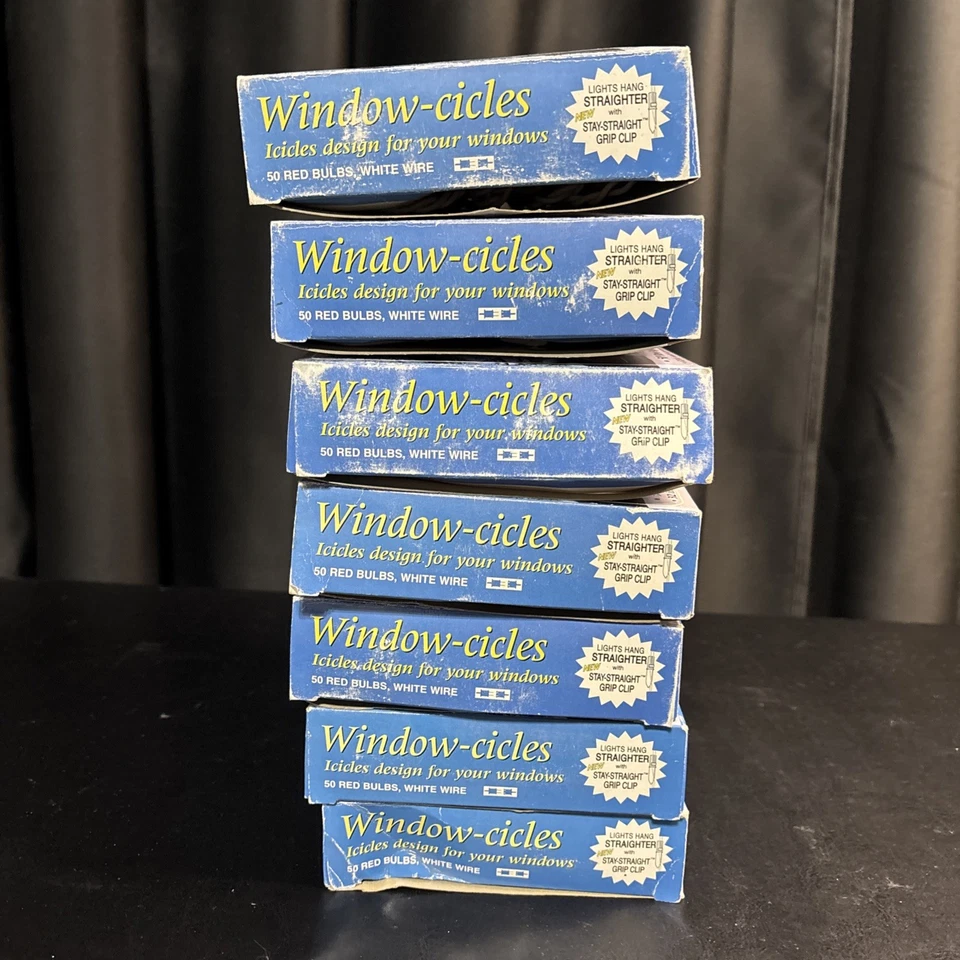 Window-cicles
Icicles design for your windows
50 RED BULBS, WHITE WIRE
LIGHTS HANG
STRAIGHTER
NEW with
STAY-STRAIGHT™
GRIP CLIP
Window-cicles
Icicles design for your windows
50 RED BULBS, WHITE WIRE
LIGHTS HANG
STRAIGHTER
NEW with
STAY-STRAIGHT™
GRIP CLIP
Window-cicles
Icicles design for your windows
50 RED BULBS, WHITE WIRE
LIGHTS HANG
STRAIGHTER
NEW with
STAY-STRAIGHT™
GRIP CLIP
Window-cicles
Icicles design for your windows
50 RED BULBS, WHITE WIRE
LIGHTS HANG
STRAIGHTER
NEW with
STAY-STRAIGHT™
GRIP CLIP
Window-cicles
Icicles design for your windows
50 RED BULBS, WHITE WIRE
LIGHTS HANG
STRAIGHTER
NEW with
STAY-STRAIGHT™
GRIP CLIP
Window-cicles
Icicles design for your windows
50 RED BULBS, WHITE WIRE
LIGHTS HANG
STRAIGHTER
NEW with
STAY-STRAIGHT™
GRIP CLIP
Window-cicles
Icicles design for your windows
50 RED BULBS, WHITE WIRE
LIGHTS HANG
STRAIGHTER
NEW with
STAY-STRAIGHT™
GRIP CLIP